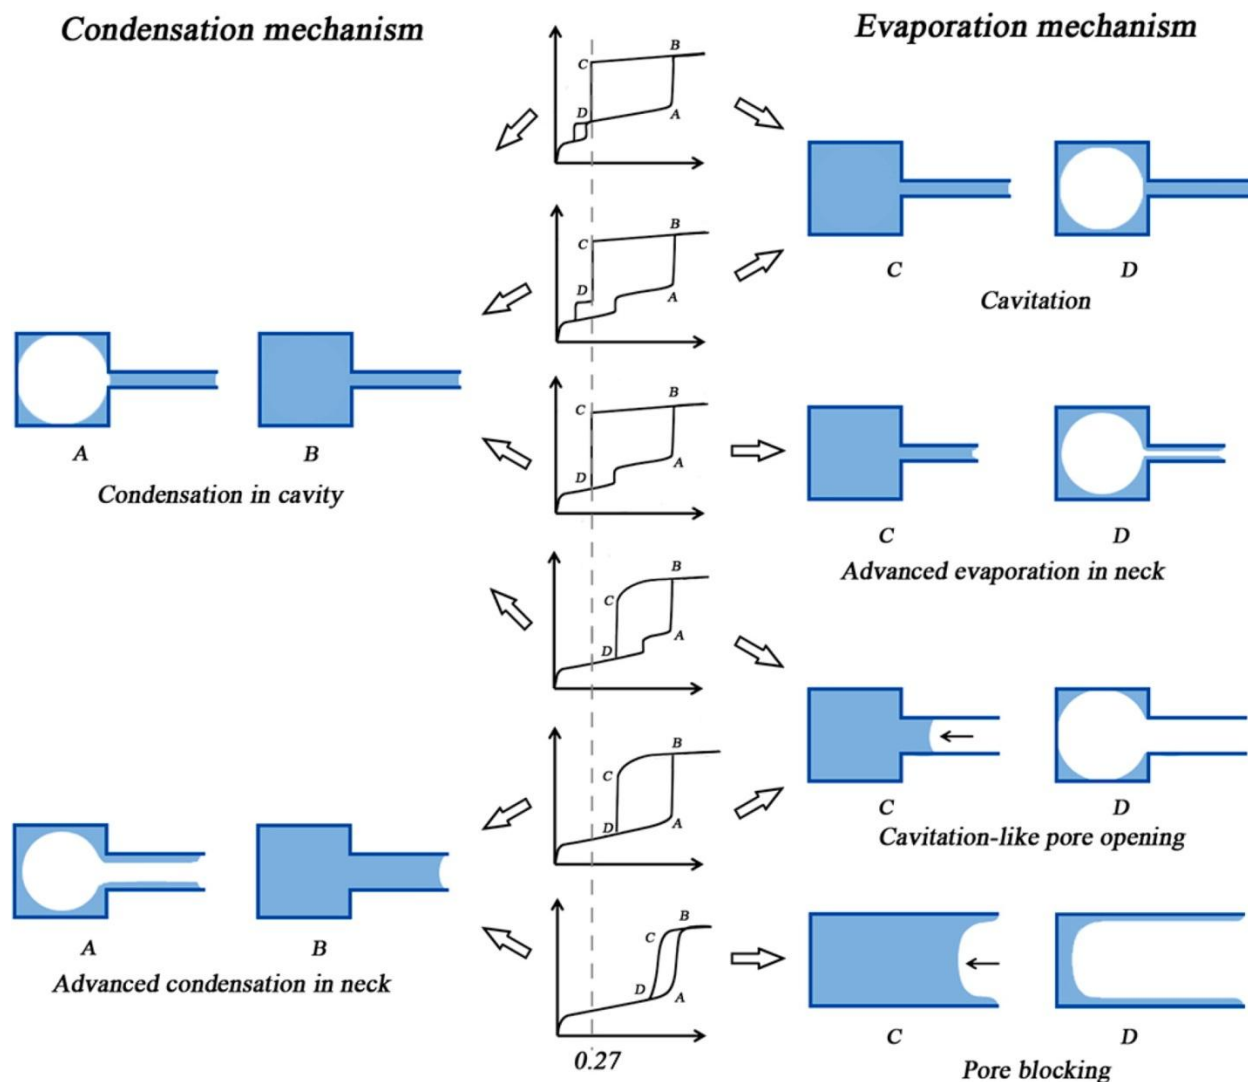 Condensation mechanism
Evaporation mechanism
B
C
D
A
C
D
Cavitation
B
C
D
A
A
B
Condensation in cavity
B
C
D
A
C
D
Advanced evaporation in neck
B
C
D
A
C
D
Cavitation-like pore opening
B
C
D
A
A
B
Advanced condensation in neck
B
C
D
A
C
D
Pore blocking
0.27